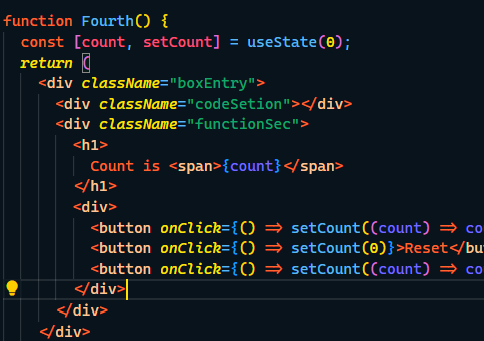 function Fourth() {
const [count, setCount] = useState(0);
return (
<div className="boxEntry">
<div className="codeSetion"></div>
<div className="functionSec">
<h1>
Count is <span>{count}</span>
</h1>
<div>
<button onClick={() => setCount((count) => co
<button onClick={() => setCount(0)}>Reset</bu
<button onClick={() => setCount((count) => co
</div>
</div>
</div>